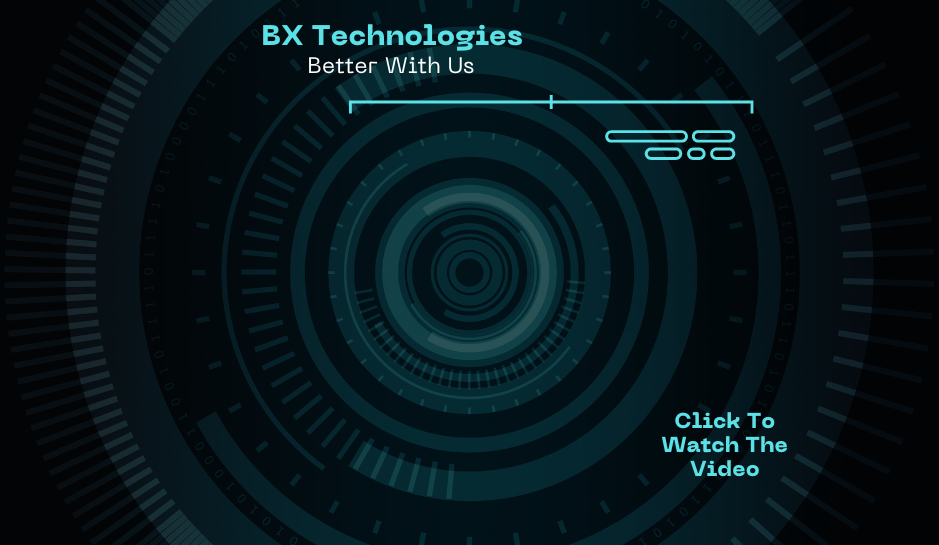 BX Technologies
Better With Us
Click To
Watch The
Video